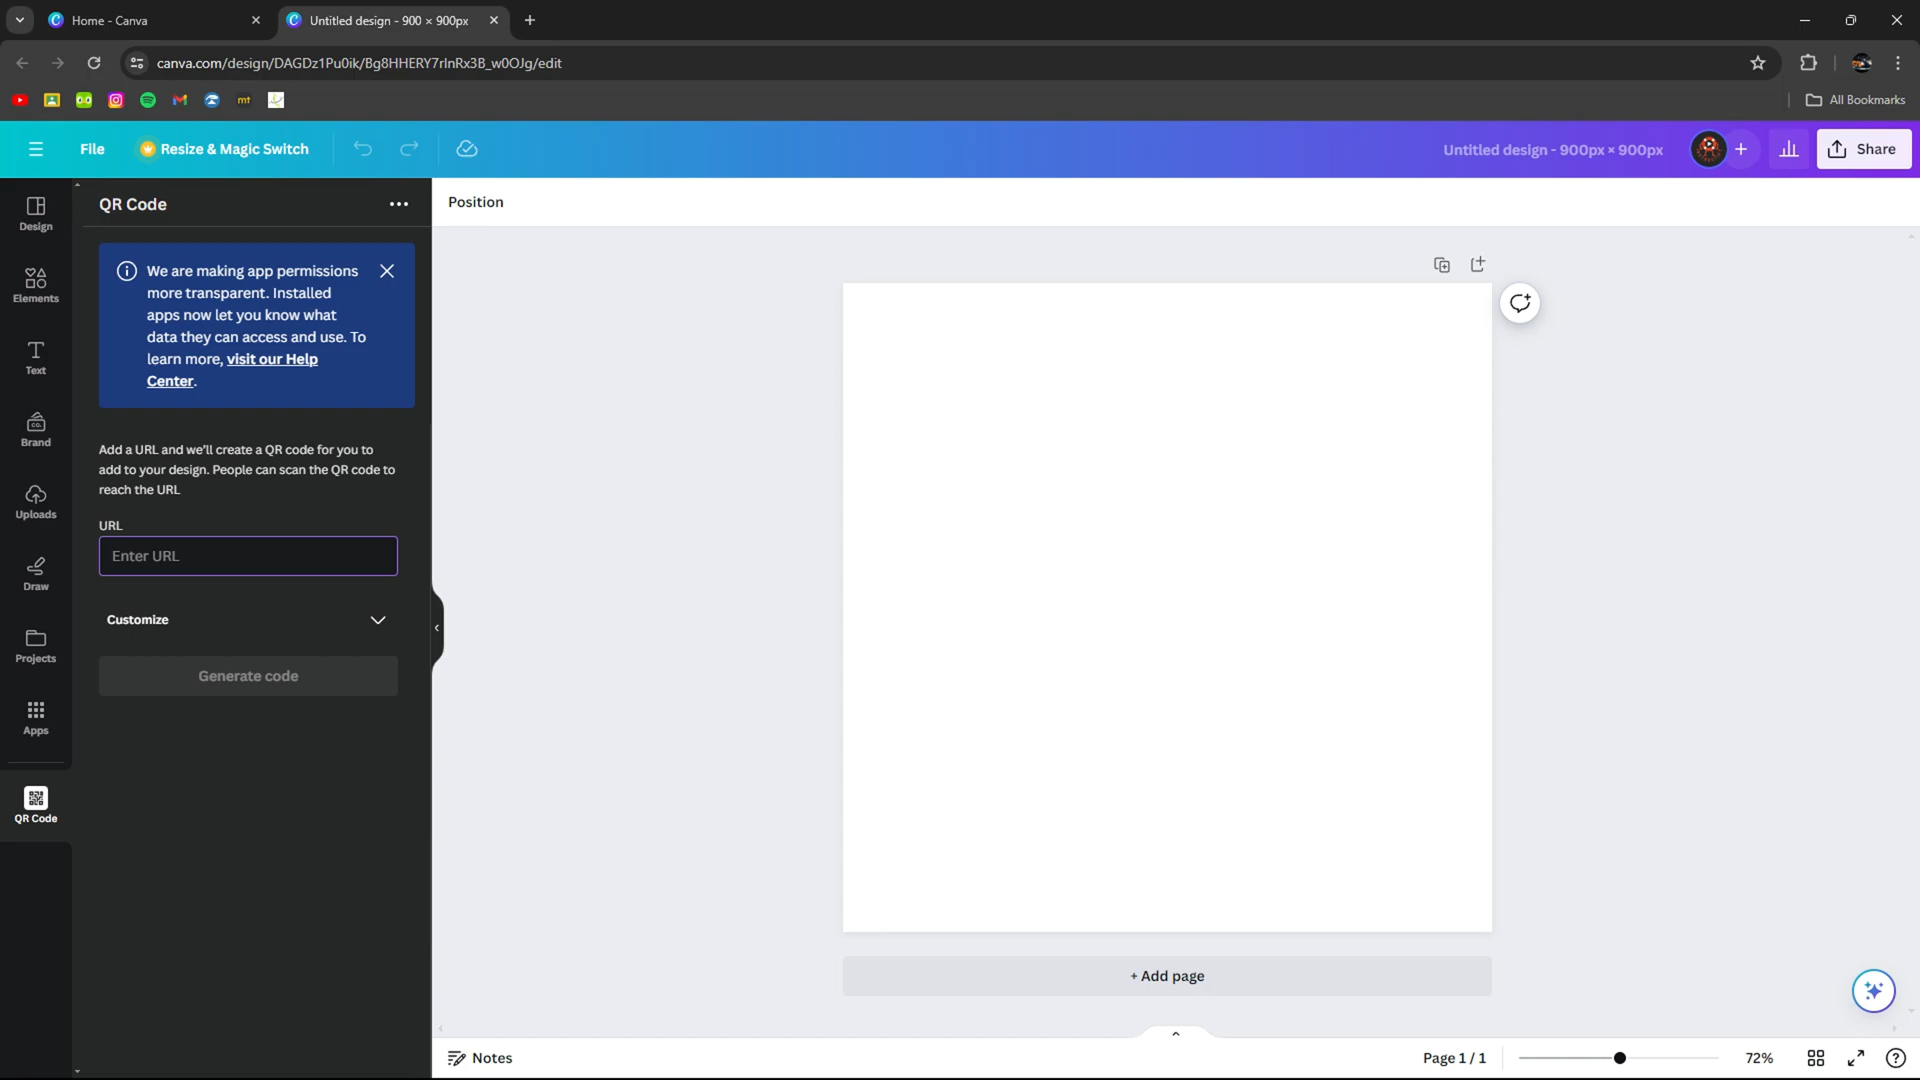 Home - Canva
Untitled design - 900 × 900px
canva.com/design/DAGDz1Pu0ik/Bg8HHERY7rInRx3B_w0OJg/edit
mt
All Bookmarks
File
Resize & Magic Switch
Untitled design - 900px × 900px
Share
Design
Elements
Text
Brand
Uploads
Draw
Projects
Apps
QR Code
QR Code
We are making app permissions
more transparent. Installed
apps now let you know what
data they can access and use. To
learn more, visit our Help
Center.
Add a URL and we'll create a QR code for you to
add to your design. People can scan the QR code to
reach the URL
URL
Enter URL
Customize
Generate code
Position
+ Add page
Notes
Page 1 / 1
72%